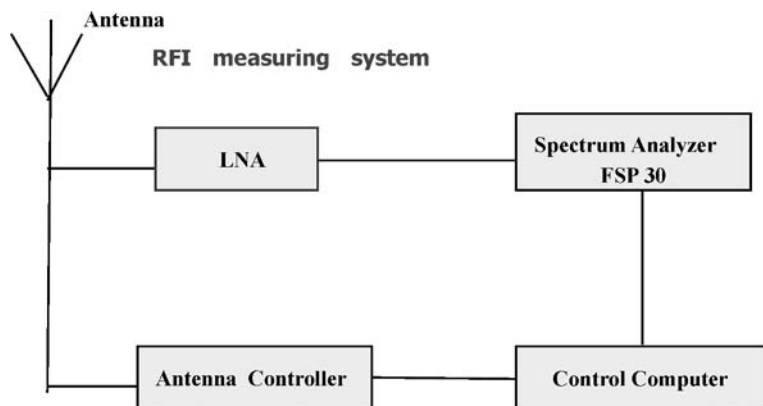 Antenna
RFI measuring system
LNA
Spectrum Analyzer
FSP 30
Antenna Controller
Control Computer